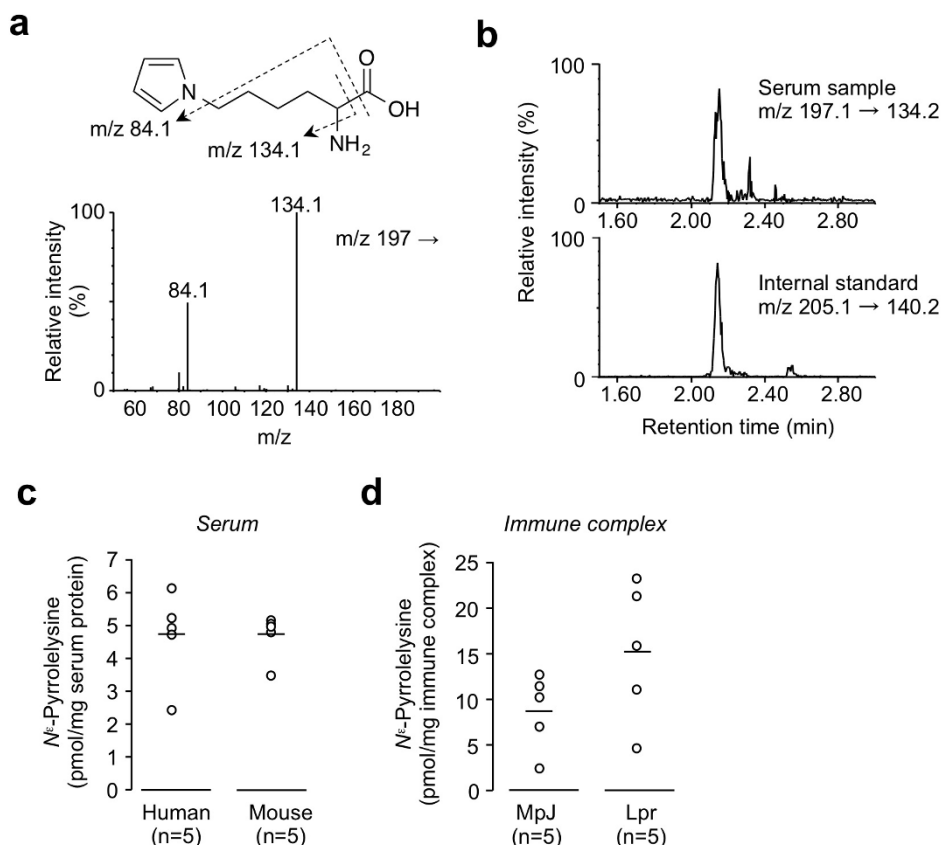 a
N
O
OH
NH2
m/z 84.1
m/z 134.1
100
134.1
m/z 197 →
84.1
Relative intensity
(%)
0
60 80 100 120 140 160 180
m/z
b
100
Serum sample
m/z 197.1 → 134.2
0
1.60 2.00 2.40 2.80
100
Internal standard
m/z 205.1 → 140.2
0
1.60 2.00 2.40 2.80
Relative intensity (%)
Retention time (min)
c
Serum
Nε-Pyrrolelysine
(pmol/mg serum protein)
7
6
5
4
3
2
1
0
Human
(n=5)
Mouse
(n=5)
d
Immune complex
Nε-Pyrrolelysine
(pmol/mg immune complex)
25
20
15
10
5
0
MpJ
(n=5)
Lpr
(n=5)